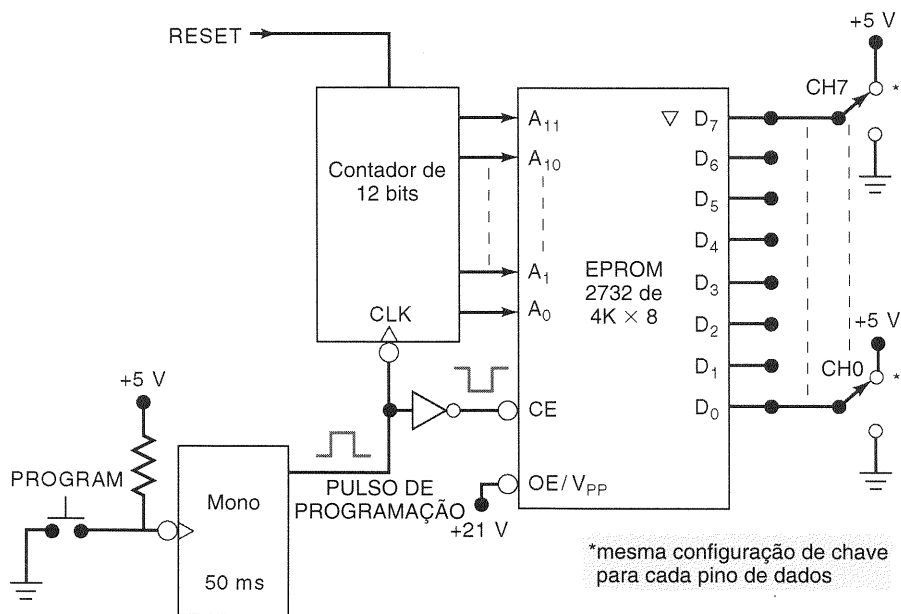 RESET
+5 V
CH7
*
Contador de
12 bits
CLK
A11
A10
A1
A0
EPROM
2732 de
4K × 8
D7
D6
D5
D4
D3
D2
D1
D0
+5 V
CH0
*
CE
OE/VPP
+21 V
+5 V
PROGRAM
Mono
50 ms
PULSO DE
PROGRAMAÇÃO
*mesma configuração de chave
para cada pino de dados